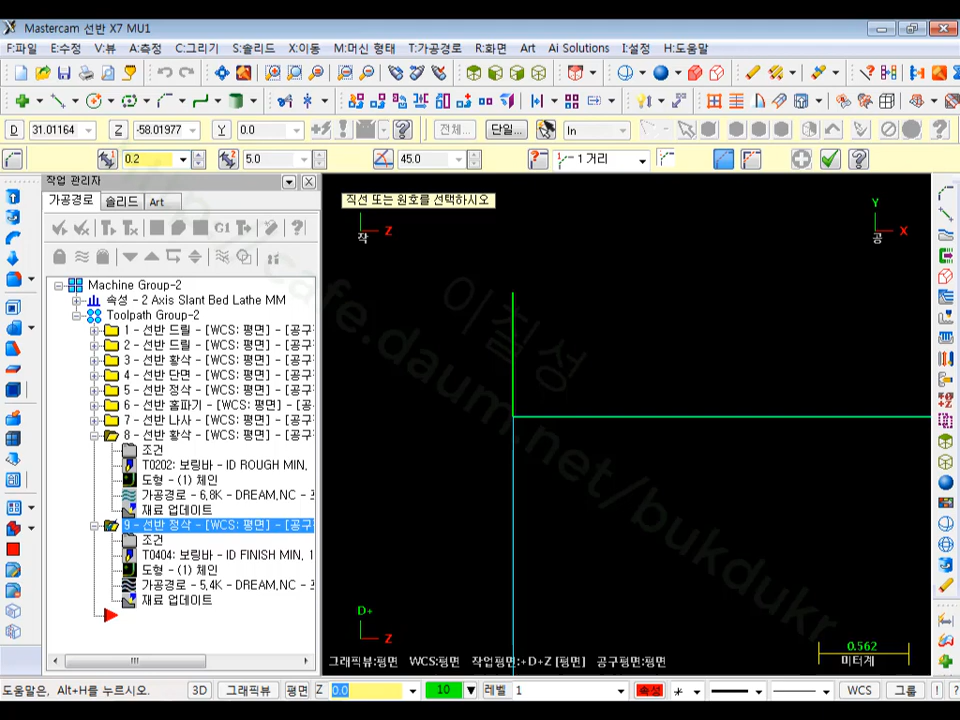 Mastercam 선반 X7 MU1
F:파일 E:수정 V:뷰 A:측정 C:그리기 S:솔리드 X:이동 M:머신 형태 T:가공경로 R:화면 Art Ai Solutions I:설정 H:도움말
D 31.01164 Z -58.01977 Y 0.0 전체... 단일... In
0.2 5.0 45.0 1 거리
작업 관리자
가공경로 솔리드 Art
직선 또는 원호를 선택하시오
G1
작 Z
Y
공 X
Machine Group-2
속성 - 2 Axis Slant Bed Lathe MM
Toolpath Group-2
1 - 선반 드릴 - [WCS: 평면] - [공구
2 - 선반 드릴 - [WCS: 평면] - [공구
3 - 선반 황삭 - [WCS: 평면] - [공구
4 - 선반 단면 - [WCS: 평면] - [공구
5 - 선반 정삭 - [WCS: 평면] - [공구
6 - 선반 홈파기 - [WCS: 평면] - [공
7 - 선반 나사 - [WCS: 평면] - [공구
8 - 선반 황삭 - [WCS: 평면] - [공구
조건
T0202: 보링바 - ID ROUGH MIN.
도형 - (1) 체인
가공경로 - 6.8K - DREAM.NC -
재료 업데이트
9 - 선반 정삭 - [WCS: 평면] - [공구
조건
T0404: 보링바 - ID FINISH MIN. 1
도형 - (1) 체인
가공경로 - 5.4K - DREAM.NC -
재료 업데이트
이철성
cafe.daum.net/bukdukr
D+
Z
0.562
미터계
그래픽뷰:평면 WCS:평면 작업평면:+D+Z [평면] 공구평면:평면
도움말은, Alt+H를 누르시오. 3D 그래픽뷰 평면 Z 0.0 10 레벨 1 속성 WCS 그룹 ! ?